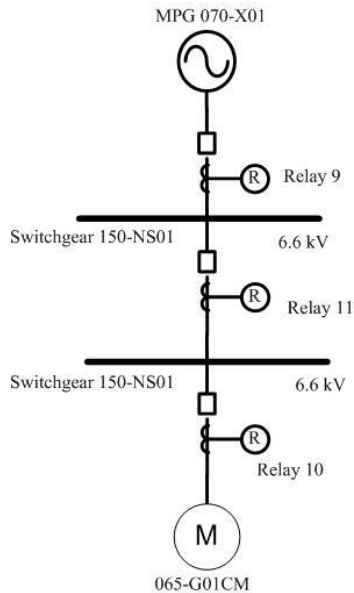 MPG 070-X01
R
Relay 9
Switchgear 150-NS01
6.6 kV
R
Relay 11
Switchgear 150-NS01
6.6 kV
R
Relay 10
M
065-G01CM